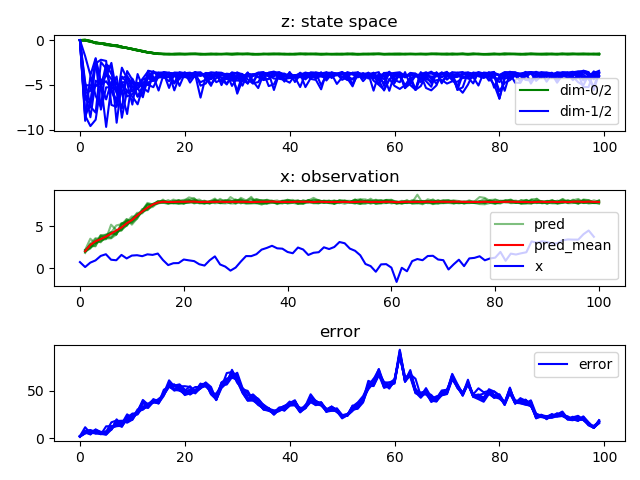 z: state space
0
−5
−10
dim-0/2
dim-1/2
0 20 40 60 80 100
x: observation
5
0
pred
pred_mean
x
0 20 40 60 80 100
error
50
0
error
0 20 40 60 80 100